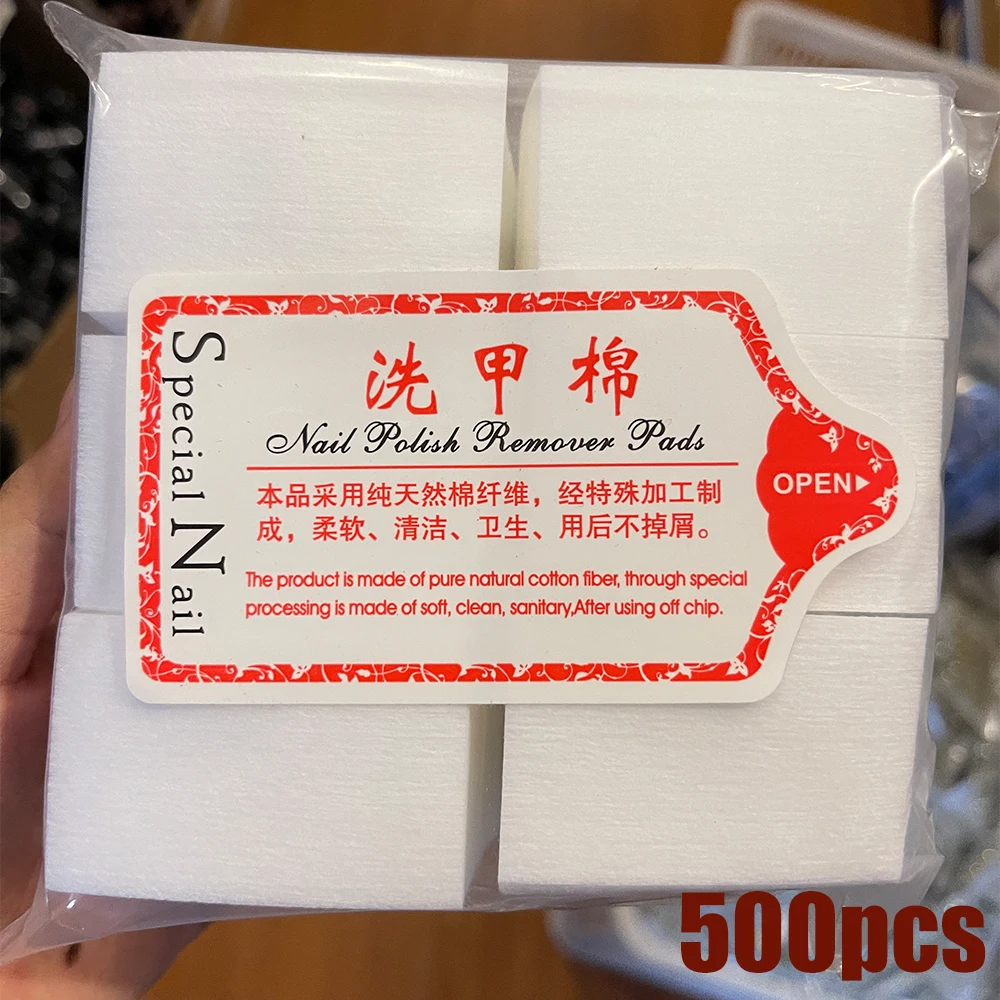 Special Nail
洗甲棉
Nail Polish Remover Pads
本品采用纯天然棉纤维，经特殊加工制
成，柔软、清洁、卫生、用后不掉屑。
The product is made of pure natural cotton fiber, through special
processing is made of soft, clean, sanitary,After using off chip.
OPEN
500pcs